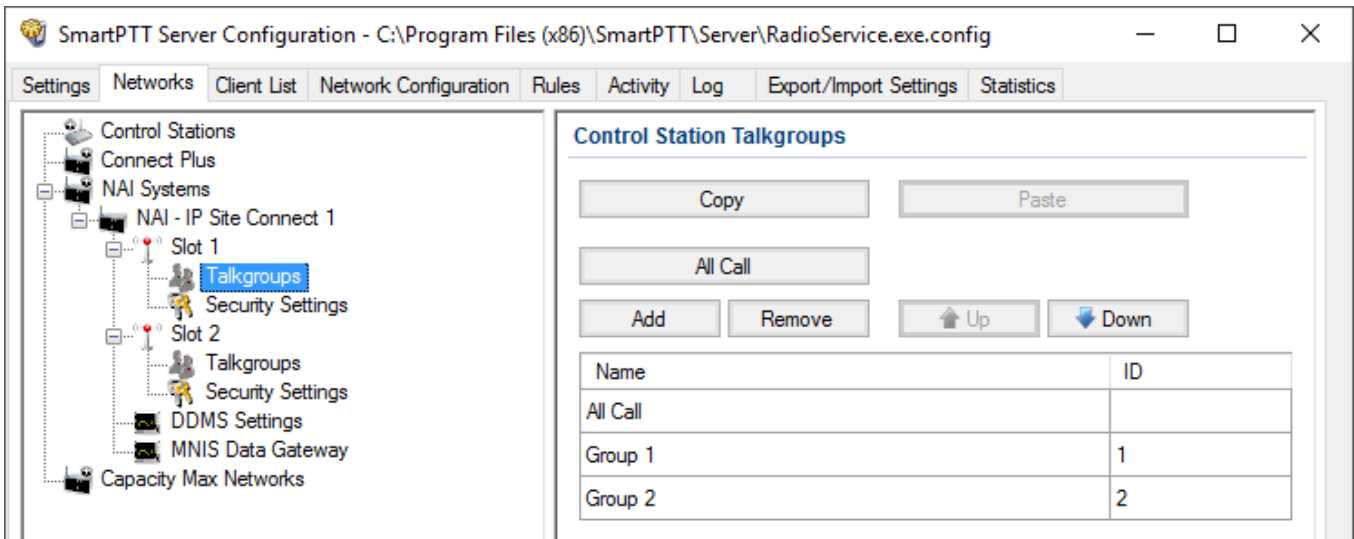 SmartPTT Server Configuration - C:\Program Files (x86)\SmartPTT\Server\RadioService.exe.config
Settings Networks Client List Network Configuration Rules Activity Log Export/Import Settings Statistics
Control Stations
Connect Plus
NAI Systems
NAI - IP Site Connect 1
Slot 1
Talkgroups
Security Settings
Slot 2
Talkgroups
Security Settings
DDMS Settings
MNIS Data Gateway
Capacity Max Networks
Control Station Talkgroups
Copy Paste
All Call
Add Remove Up Down
Name ID
All Call
Group 1 1
Group 2 2